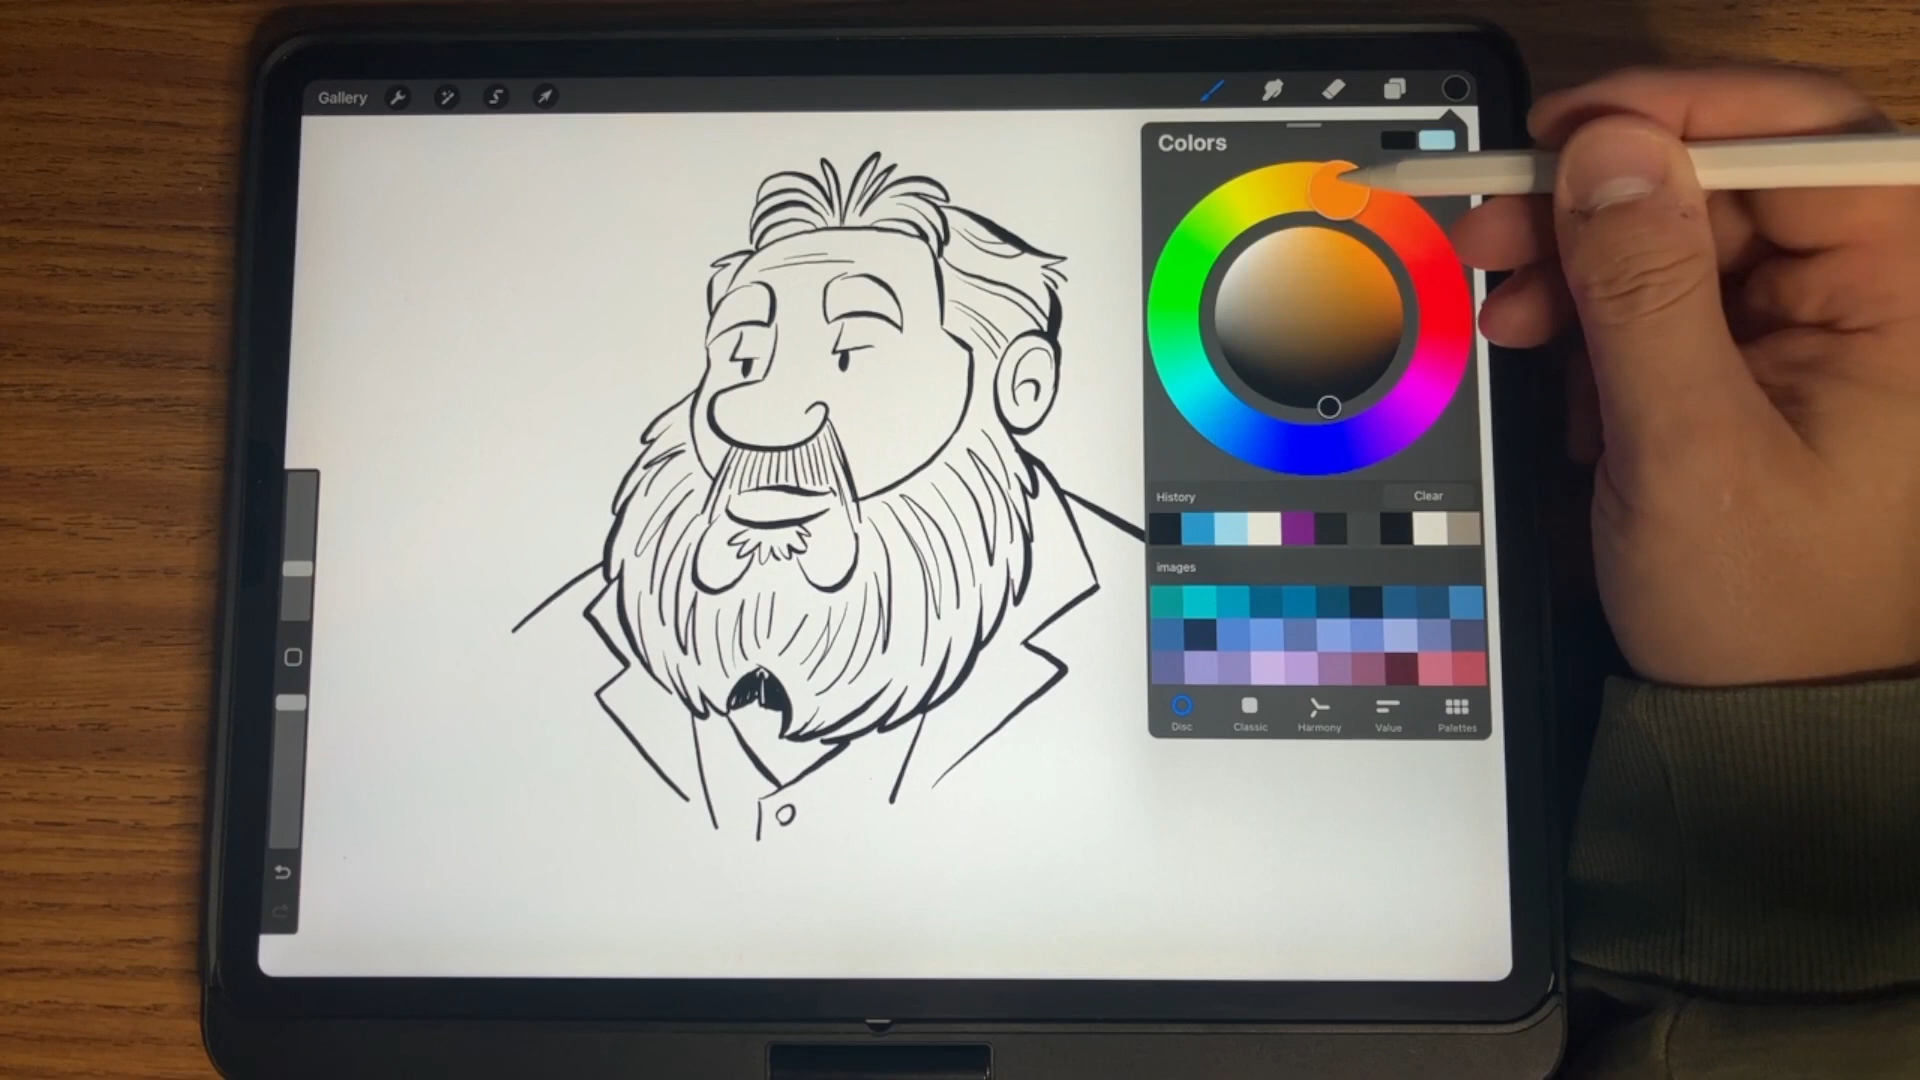 Gallery
Colors
History Clear
images
Disc Classic Harmony Value Palettes